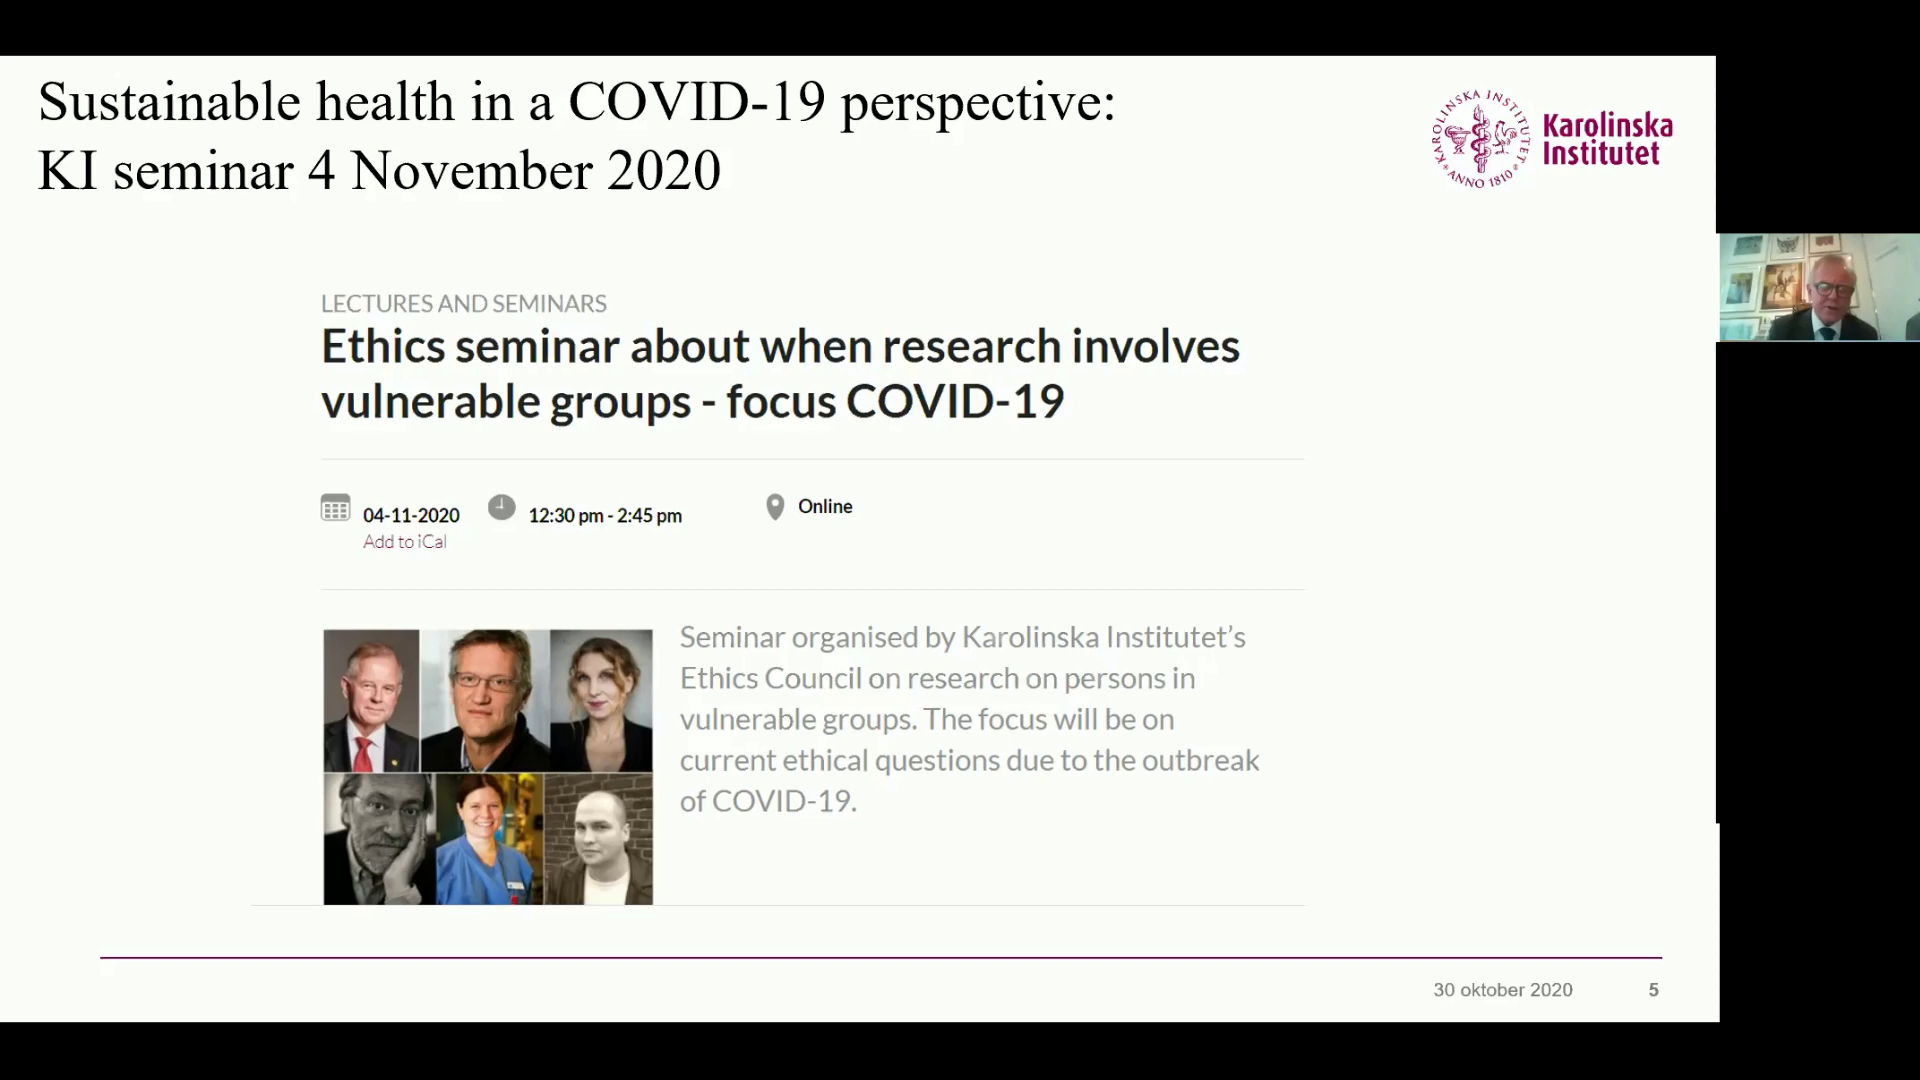 Sustainable health in a COVID-19 perspective:
KI seminar 4 November 2020
KAROLINSKA INSTITUTET
ANNO 1810
Karolinska
Institutet
LECTURES AND SEMINARS
Ethics seminar about when research involves
vulnerable groups - focus COVID-19
04-11-2020
12:30 pm - 2:45 pm
Online
Add to iCal
Seminar organised by Karolinska Institutet’s
Ethics Council on research on persons in
vulnerable groups. The focus will be on
current ethical questions due to the outbreak
of COVID-19.
30 oktober 2020
5